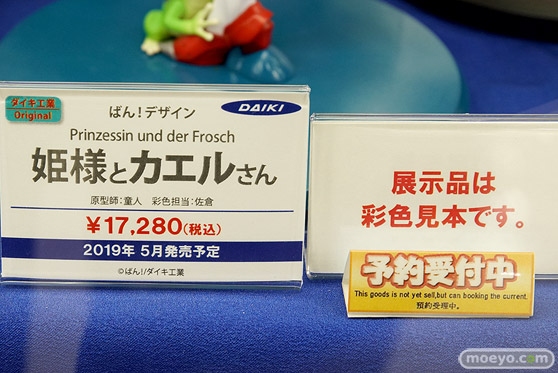 ダイキ工業
Original
ばん!デザイン
DAIKI
Prinzessin und der Frosch
姫様とカエルさん
原型師:童人 彩色担当:佐倉
¥17,280(税込)
2019年 5月発売予定
©ばん!/ダイキ工業
展示品は
彩色見本です。
予約受付中
This goods is not yet sell,but can booking the current.
预約受理中。
moeyo.com